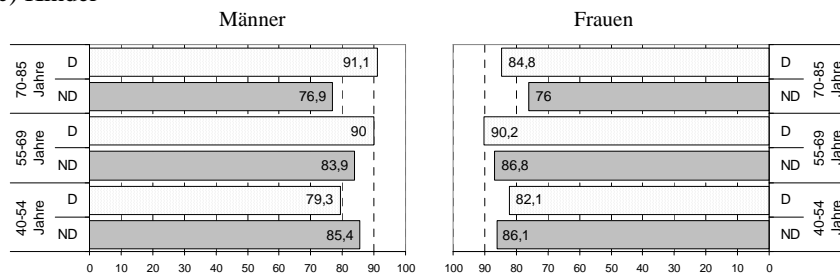 Männer Frauen
70-85 Jahre D 91,1 84,8 D 70-85 Jahre
ND 76,9 76 ND
55-69 Jahre D 90 90,2 D 55-69 Jahre
ND 83,9 86,8 ND
40-54 Jahre D 79,3 82,1 D 40-54 Jahre
ND 85,4 86,1 ND
0 10 20 30 40 50 60 70 80 90 100 100 90 80 70 60 50 40 30 20 10 0